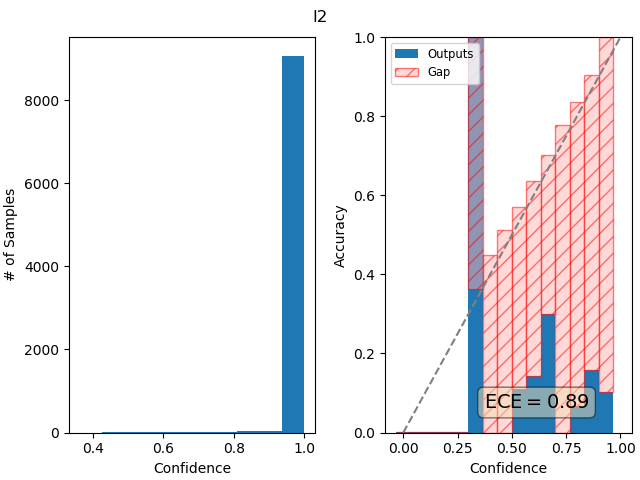 l2
# of Samples
8000
6000
4000
2000
0
0.4 0.6 0.8 1.0
Confidence
Accuracy
1.0
0.8
0.6
0.4
0.2
0.0
Outputs
Gap
ECE = 0.89
0.00 0.25 0.50 0.75 1.00
Confidence